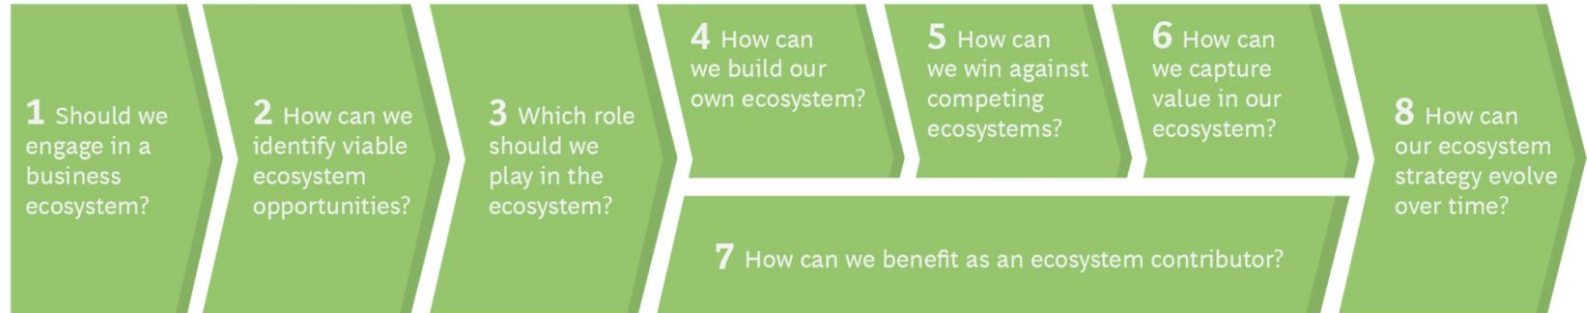 1 Should we
engage in a
business
ecosystem?
2 How can we
identify viable
ecosystem
opportunities?
3 Which role
should we
play in the
ecosystem?
4 How can
we build our
own ecosystem?
5 How can
we win against
competing
ecosystems?
6 How can
we capture
value in our
ecosystem?
7 How can we benefit as an ecosystem contributor?
8 How can
our ecosystem
strategy evolve
over time?